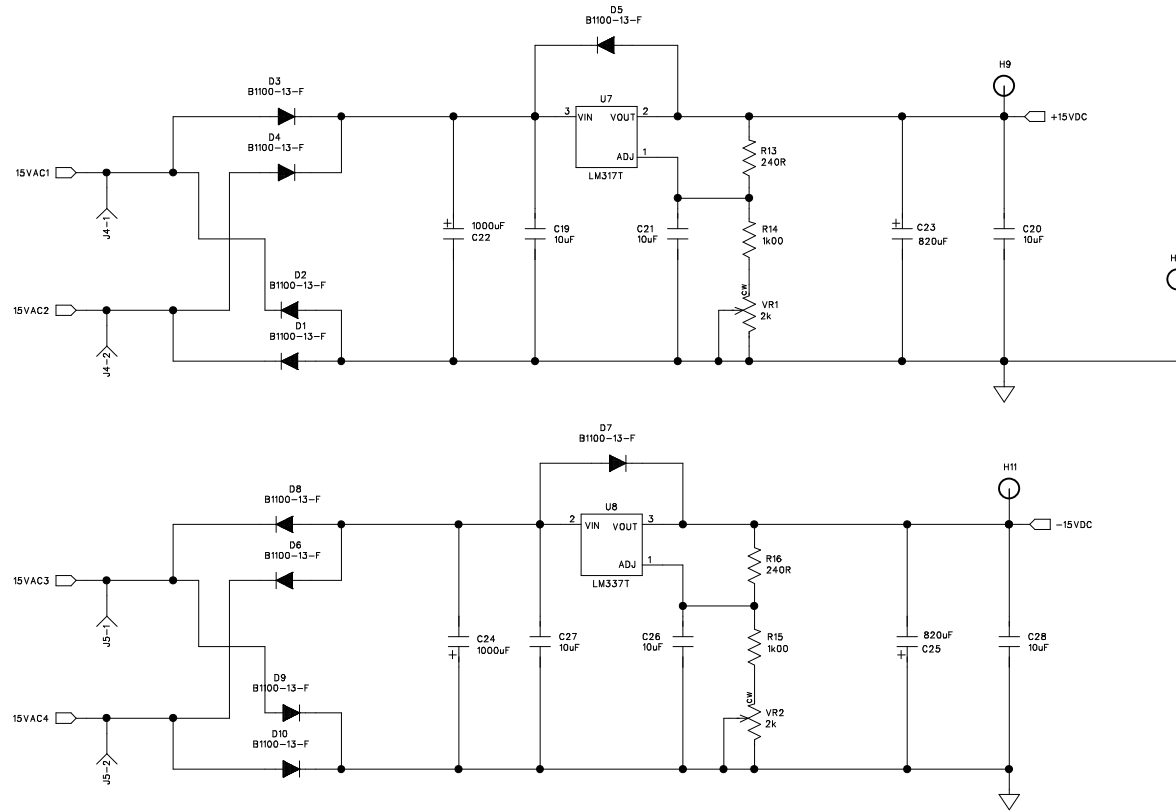 D5
B1100-13-F
H9
D3
B1100-13-F
U7
3 VIN VOUT 2
+15VDC
D4
B1100-13-F
ADJ 1
R13
240R
LM317T
15VAC1
J4-1
1000uF
C22
C19
10uF
C21
10uF
R14
1k00
C23
820uF
C20
10uF
H
D2
B1100-13-F
CW
VR1
2k
15VAC2
D1
B1100-13-F
J4-2
D7
B1100-13-F
H11
D8
B1100-13-F
U8
2 VIN VOUT 3
-15VDC
D6
B1100-13-F
ADJ 1
R16
240R
LM337T
15VAC3
J5-1
C24
1000uF
C27
10uF
C26
10uF
R15
1k00
820uF
C25
C28
10uF
D9
B1100-13-F
CW
VR2
2k
15VAC4
D10
B1100-13-F
J5-2